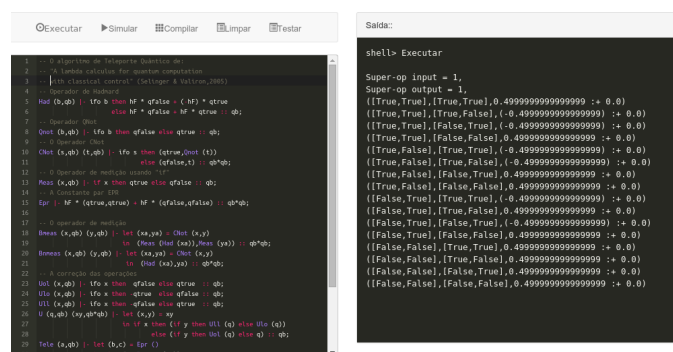 Executar Simular Compilar Limpar Testar
1 -- O algoritmo de Teleporte Quântico de:
2 -- "A lambda calculus for quantum computation
3 -- with classical control" (Selinger & Valiron,2005)
4 -- Operador de Hadmard
5 Had (b,qb) |- ifo b then hF * qfalse + (-hF) * qtrue
6 else hF * qfalse + hF * qtrue :: qb;
7 -- Operador QNot
8 Qnot (b,qb) |- ifo b then qfalse else qtrue :: qb;
9 -- O Operador CNot
10 CNot (s,qb) (t,qb) |- ifo s then (qtrue,Qnot (t))
11 else (qfalse,t) :: qb*qb;
12 -- O Operador de Medição usando "if"
13 Meas (x,qb) |- if x then qtrue else qfalse :: qb;
14 -- A Constante par EPR
15 Epr |- hF * (qtrue,qtrue) + hF * (qfalse,qfalse) :: qb*qb;
16
17 -- O operador de medição
18 Bmeas (x,qb) (y,qb) |- let (xa,ya) = CNot (x,y)
19 in (Meas (Had (xa)),Meas (ya)) :: qb*qb;
20 Bnmeas (x,qb) (y,qb) |- let (xa,ya) = CNot (x,y)
21 in (Had (xa),ya) :: qb*qb;
22 -- A correção das operações
23 Uol (x,qb) |- ifo x then qfalse else qtrue :: qb;
24 Ulo (x,qb) |- ifo x then -qtrue else qfalse :: qb;
25 Ull (x,qb) |- ifo x then -qfalse else qtrue :: qb;
26 U (q,qb) (xy,qb*qb) |- let (x,y) = xy
27 in if x then (if y then Ull (q) else Ulo (q))
28 else (if y then Uol (q) else q) :: qb;
29 Tele (a,qb) |- let (b,c) = Epr ()
Saída::
shell> Executar
Super-op input = 1,
Super-op output = 1,
([True,True],[True,True],0.4999999999999999 :+ 0.0)
([True,True],[True,False],(-0.4999999999999999) :+ 0.0)
([True,True],[False,True],(-0.4999999999999999) :+ 0.0)
([True,True],[False,False],0.4999999999999999 :+ 0.0)
([True,False],[True,True],(-0.4999999999999999) :+ 0.0)
([True,False],[True,False],(-0.4999999999999999) :+ 0.0)
([True,False],[False,True],0.4999999999999999 :+ 0.0)
([True,False],[False,False],0.4999999999999999 :+ 0.0)
([False,True],[True,True],(-0.4999999999999999) :+ 0.0)
([False,True],[True,False],0.4999999999999999 :+ 0.0)
([False,True],[False,True],(-0.4999999999999999) :+ 0.0)
([False,True],[False,False],0.4999999999999999 :+ 0.0)
([False,False],[True,True],0.4999999999999999 :+ 0.0)
([False,False],[True,False],0.4999999999999999 :+ 0.0)
([False,False],[False,True],0.4999999999999999 :+ 0.0)
([False,False],[False,False],0.4999999999999999 :+ 0.0)